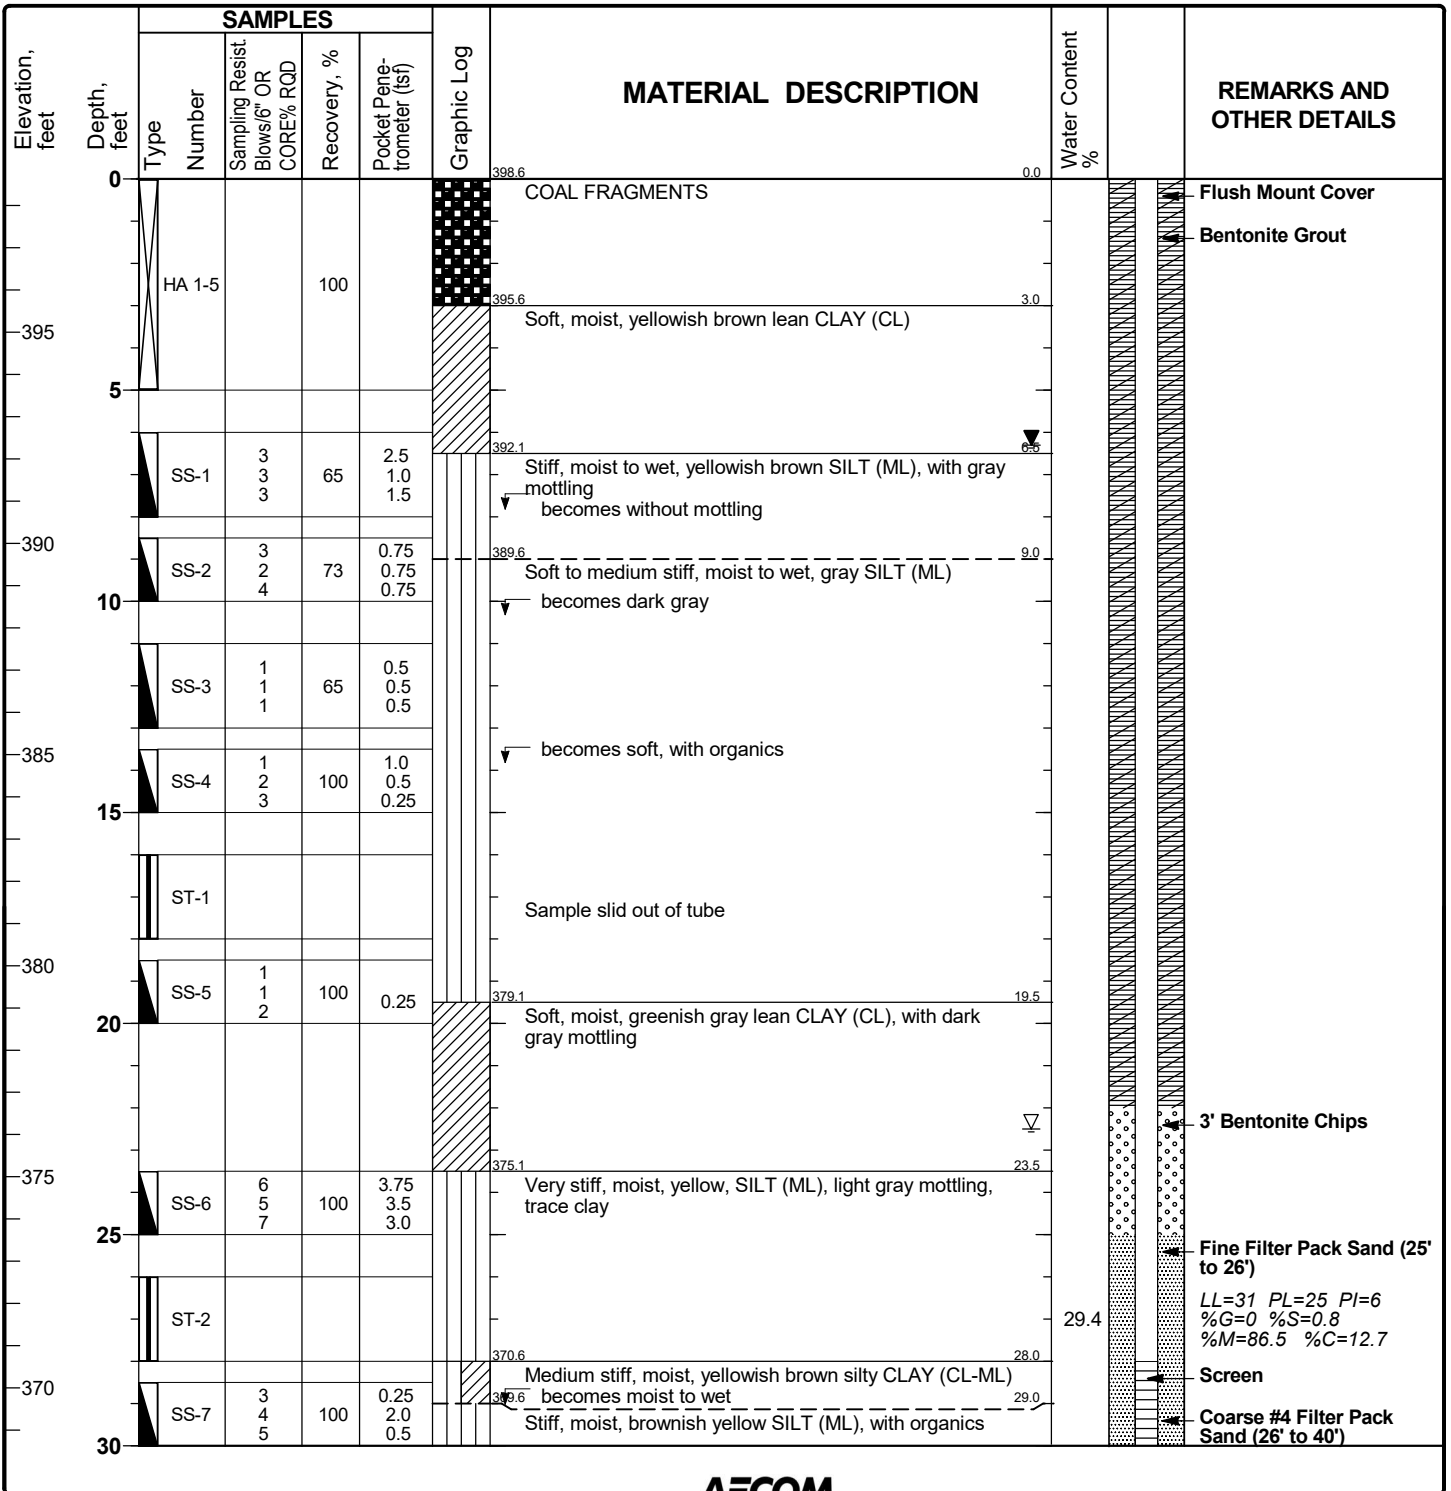 SAMPLES
Elevation,
feet
Depth,
feet
Type
Number
Sampling Resist.
Blows/6" OR
CORE% RQD
Recovery, %
Pocket Pene-
trometer (tsf)
Graphic Log
MATERIAL DESCRIPTION
Water Content
%
REMARKS AND
OTHER DETAILS
0
398.6
0.0
COAL FRAGMENTS
Flush Mount Cover
Bentonite Grout
HA 1-5
100
395.6
3.0
Soft, moist, yellowish brown lean CLAY (CL)
395
5
392.1
6.5
SS-1
3
3
3
65
2.5
1.0
1.5
Stiff, moist to wet, yellowish brown SILT (ML), with gray
mottling
becomes without mottling
390
SS-2
3
2
4
73
0.75
0.75
0.75
389.6
9.0
Soft to medium stiff, moist to wet, gray SILT (ML)
10
becomes dark gray
SS-3
1
1
1
65
0.5
0.5
0.5
385
becomes soft, with organics
SS-4
1
2
3
100
1.0
0.5
0.25
15
ST-1
Sample slid out of tube
380
SS-5
1
1
2
100
0.25
379.1
19.5
20
Soft, moist, greenish gray lean CLAY (CL), with dark
gray mottling
3' Bentonite Chips
375.1
23.5
375
SS-6
6
5
7
100
3.75
3.5
3.0
Very stiff, moist, yellow, SILT (ML), light gray mottling,
trace clay
25
Fine Filter Pack Sand (25'
to 26')
ST-2
29.4
LL=31 PL=25 PI=6
%G=0 %S=0.8
%M=86.5 %C=12.7
370.6
28.0
Medium stiff, moist, yellowish brown silty CLAY (CL-ML)
becomes moist to wet
Screen
370
369.6
29.0
SS-7
3
4
5
100
0.25
2.0
0.5
Stiff, moist, brownish yellow SILT (ML), with organics
Coarse #4 Filter Pack
Sand (26' to 40')
30
AECOM